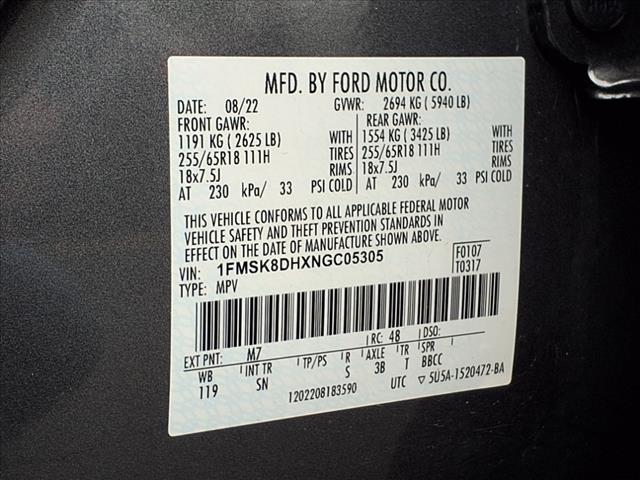 MFD. BY FORD MOTOR CO.
DATE: 08/22 GVWR: 2694 KG ( 5940 LB)
FRONT GAWR: REAR GAWR:
1191 KG ( 2625 LB) WITH 1554 KG ( 3425 LB) WITH
255/65R18 111H TIRES 255/65R18 111H TIRES
18x7.5J RIMS 18x7.5J RIMS
AT 230 kPa/ 33 PSI COLD AT 230 kPa/ 33 PSI COLD
THIS VEHICLE CONFORMS TO ALL APPLICABLE FEDERAL MOTOR
VEHICLE SAFETY AND THEFT PREVENTION STANDARDS IN
EFFECT ON THE DATE OF MANUFACTURE SHOWN ABOVE.
VIN: 1FMSK8DHXNGC05305 F0107
TYPE: MPV T0317
EXT PNT: M7 RC: 48 DSO:
WB INT TR TP/PS R AXLE TR SPR
119 SN S 3B T BBCC
1202208183590 UTC ▽ 5U5A-1520472-BA